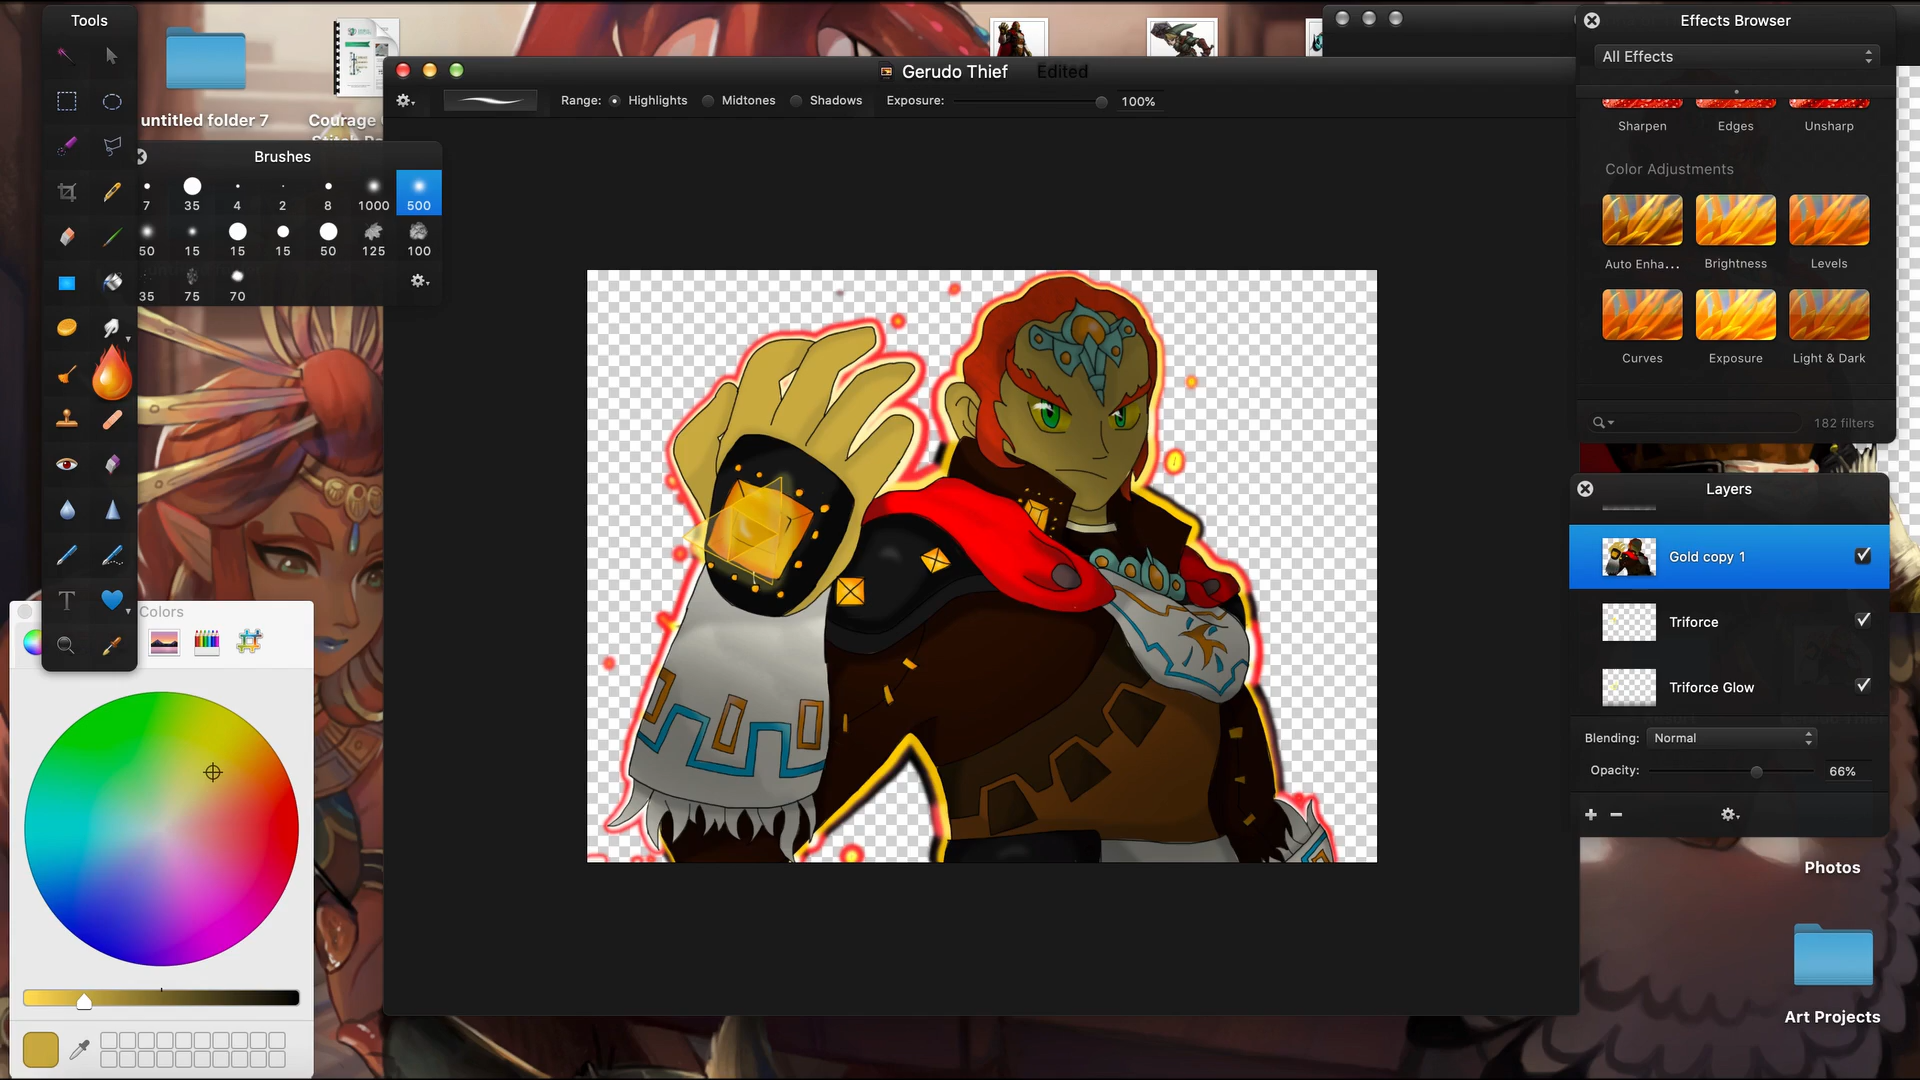 Tools
untitled folder 7
Courage
Gerudo Thief
Edited
Range:
Highlights
Midtones
Shadows
Exposure:
100%
Brushes
7
35
4
2
8
1000
500
50
15
15
15
50
125
100
35
75
70
Colors
T
Effects Browser
All Effects
Sharpen
Edges
Unsharp
Color Adjustments
Auto Enha...
Brightness
Levels
Curves
Exposure
Light & Dark
182 filters
Layers
Gold copy 1
Triforce
Triforce Glow
Blending:
Normal
Opacity:
66%
Photos
Art Projects